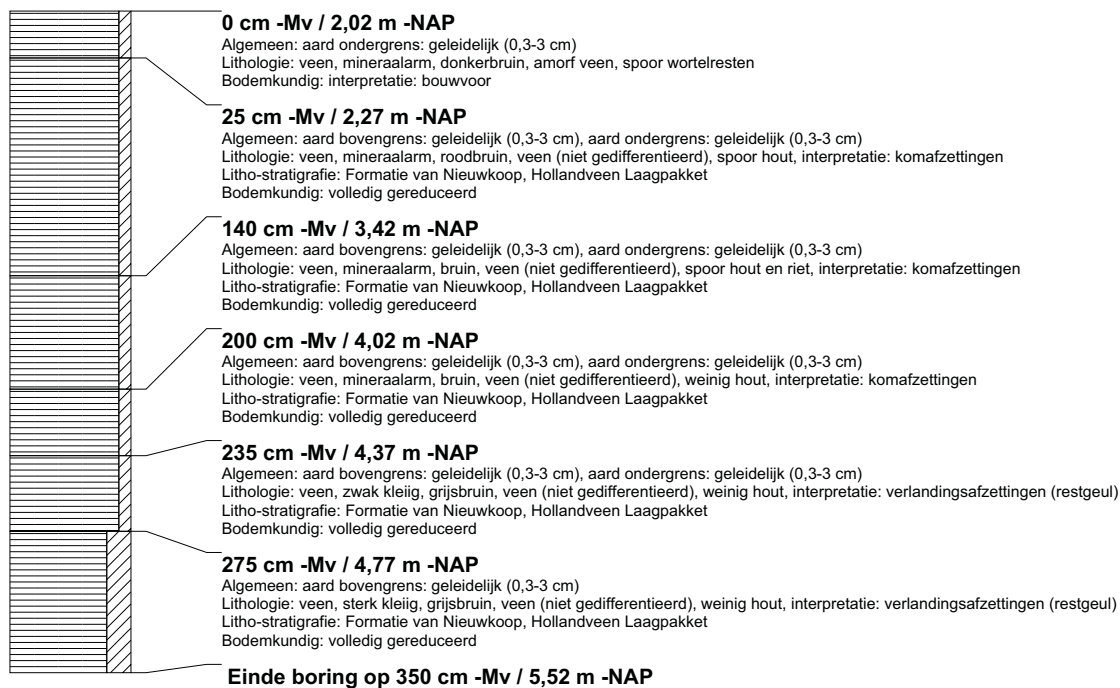 0 cm -Mv / 2,02 m -NAP
Algemeen: aard ondergrens: geleidelijk (0,3-3 cm)
Lithologie: veen, mineraalarm, donkerbruin, amorf veen, spoor wortelresten
Bodemkundig: interpretatie: bouwvoor
25 cm -Mv / 2,27 m -NAP
Algemeen: aard bovengrens: geleidelijk (0,3-3 cm), aard ondergrens: geleidelijk (0,3-3 cm)
Lithologie: veen, mineraalarm, roodbruin, veen (niet gedifferentieerd), spoor hout, interpretatie: komafzettingen
Litho-stratigrafie: Formatie van Nieuwkoop, Hollandveen Laagpakket
Bodemkundig: volledig gereduceerd
140 cm -Mv / 3,42 m -NAP
Algemeen: aard bovengrens: geleidelijk (0,3-3 cm), aard ondergrens: geleidelijk (0,3-3 cm)
Lithologie: veen, mineraalarm, bruin, veen (niet gedifferentieerd), spoor hout en riet, interpretatie: komafzettingen
Litho-stratigrafie: Formatie van Nieuwkoop, Hollandveen Laagpakket
Bodemkundig: volledig gereduceerd
200 cm -Mv / 4,02 m -NAP
Algemeen: aard bovengrens: geleidelijk (0,3-3 cm), aard ondergrens: geleidelijk (0,3-3 cm)
Lithologie: veen, mineraalarm, bruin, veen (niet gedifferentieerd), weinig hout, interpretatie: komafzettingen
Litho-stratigrafie: Formatie van Nieuwkoop, Hollandveen Laagpakket
Bodemkundig: volledig gereduceerd
235 cm -Mv / 4,37 m -NAP
Algemeen: aard bovengrens: geleidelijk (0,3-3 cm), aard ondergrens: geleidelijk (0,3-3 cm)
Lithologie: veen, zwak kleiig, grijsbruin, veen (niet gedifferentieerd), weinig hout, interpretatie: verlandingsafzettingen (restgeul)
Litho-stratigrafie: Formatie van Nieuwkoop, Hollandveen Laagpakket
Bodemkundig: volledig gereduceerd
275 cm -Mv / 4,77 m -NAP
Algemeen: aard bovengrens: geleidelijk (0,3-3 cm)
Lithologie: veen, sterk kleiig, grijsbruin, veen (niet gedifferentieerd), weinig hout, interpretatie: verlandingsafzettingen (restgeul)
Litho-stratigrafie: Formatie van Nieuwkoop, Hollandveen Laagpakket
Bodemkundig: volledig gereduceerd
Einde boring op 350 cm -Mv / 5,52 m -NAP